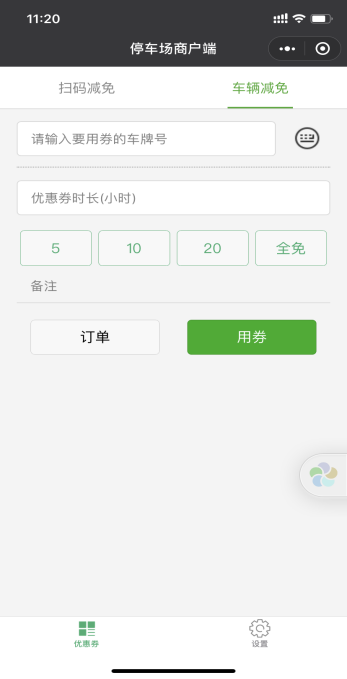 11:20
停车场商户端
扫码减免 车辆减免
请输入要用券的车牌号
优惠券时长(小时)
5 10 20 全免
备注
订单 用券
优惠券 设置